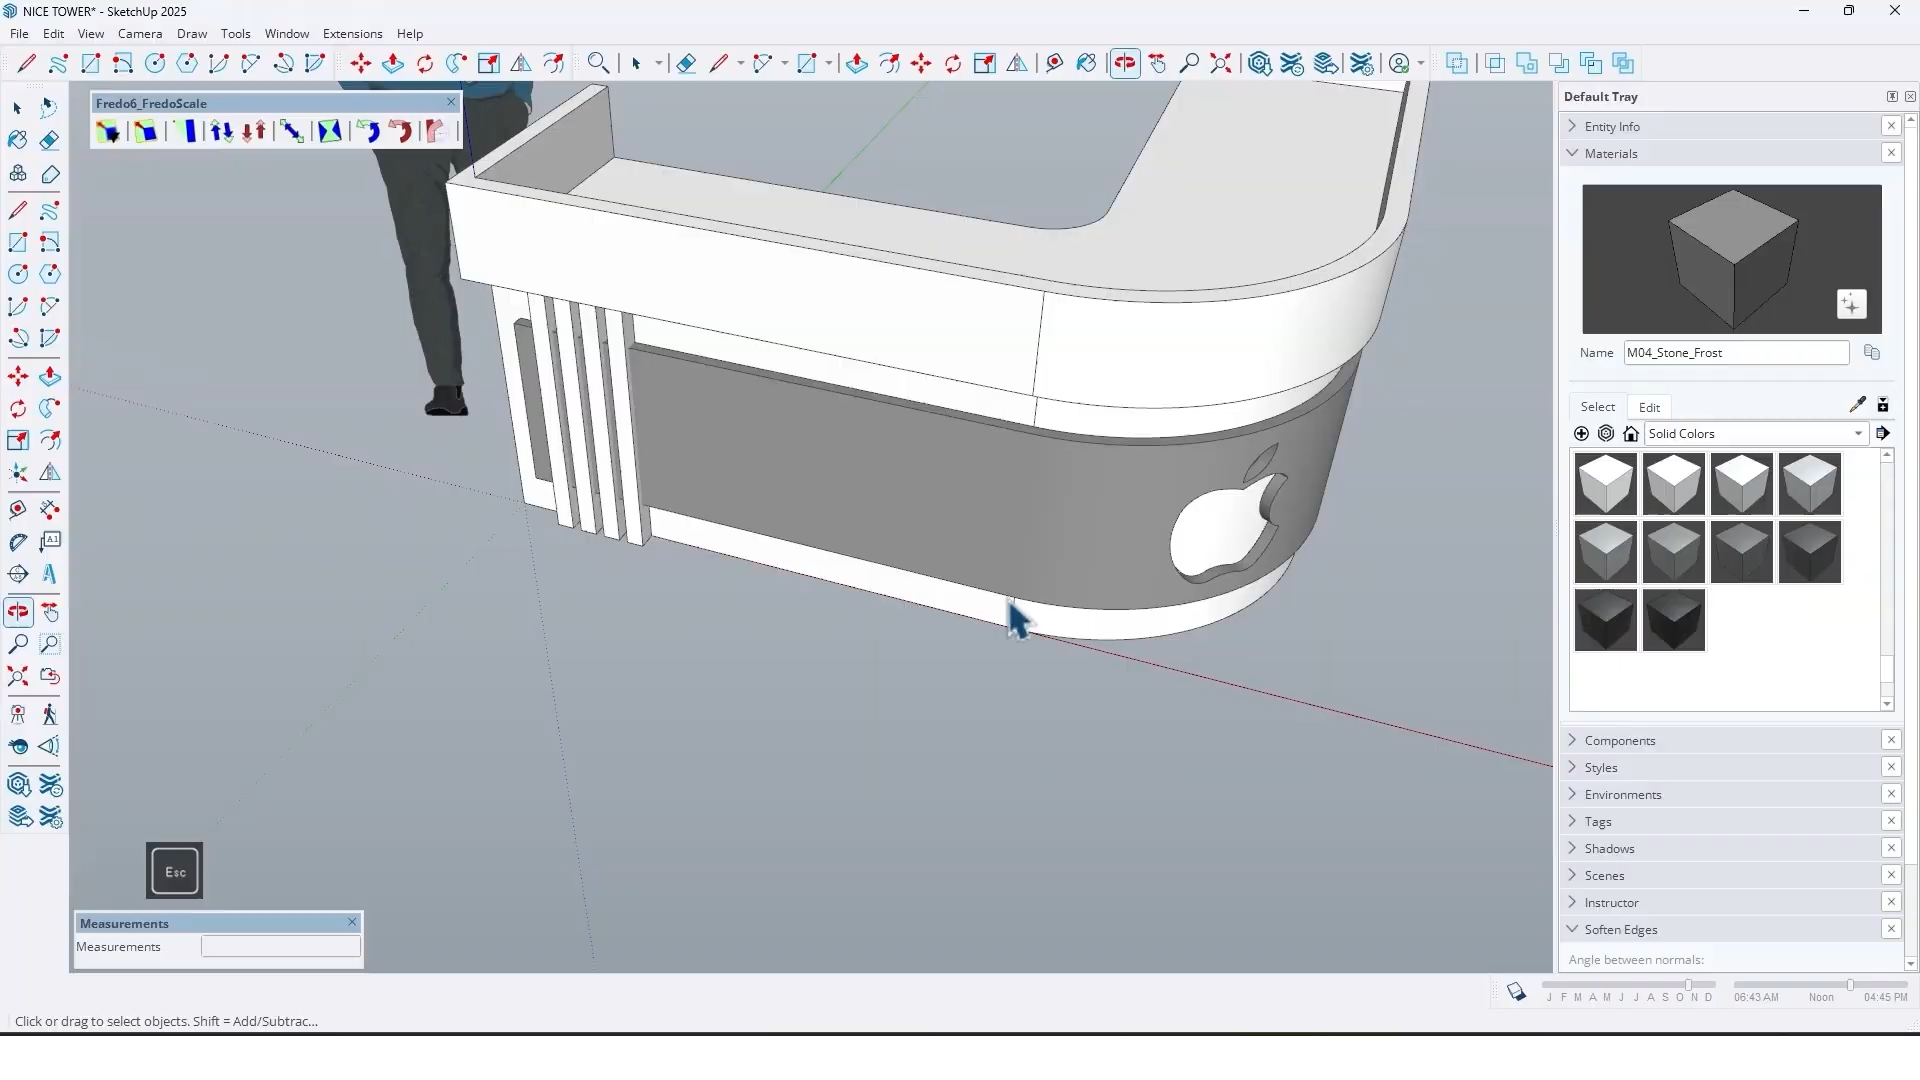 NICE TOWER* - SketchUp 2025
File Edit View Camera Draw Tools Window Extensions Help
Fredo6_FredoScale
Default Tray
Entity Info
Materials
Name M04_Stone_Frost
Select Edit
Solid Colors
Components
Styles
Environments
Tags
Shadows
Scenes
Instructor
Soften Edges
Angle between normals:
A1
Esc
Measurements
Measurements
J F M A M J J A S O N D 06:43 AM Noon 04:45 PM
Click or drag to select objects. Shift = Add/Subtrac...